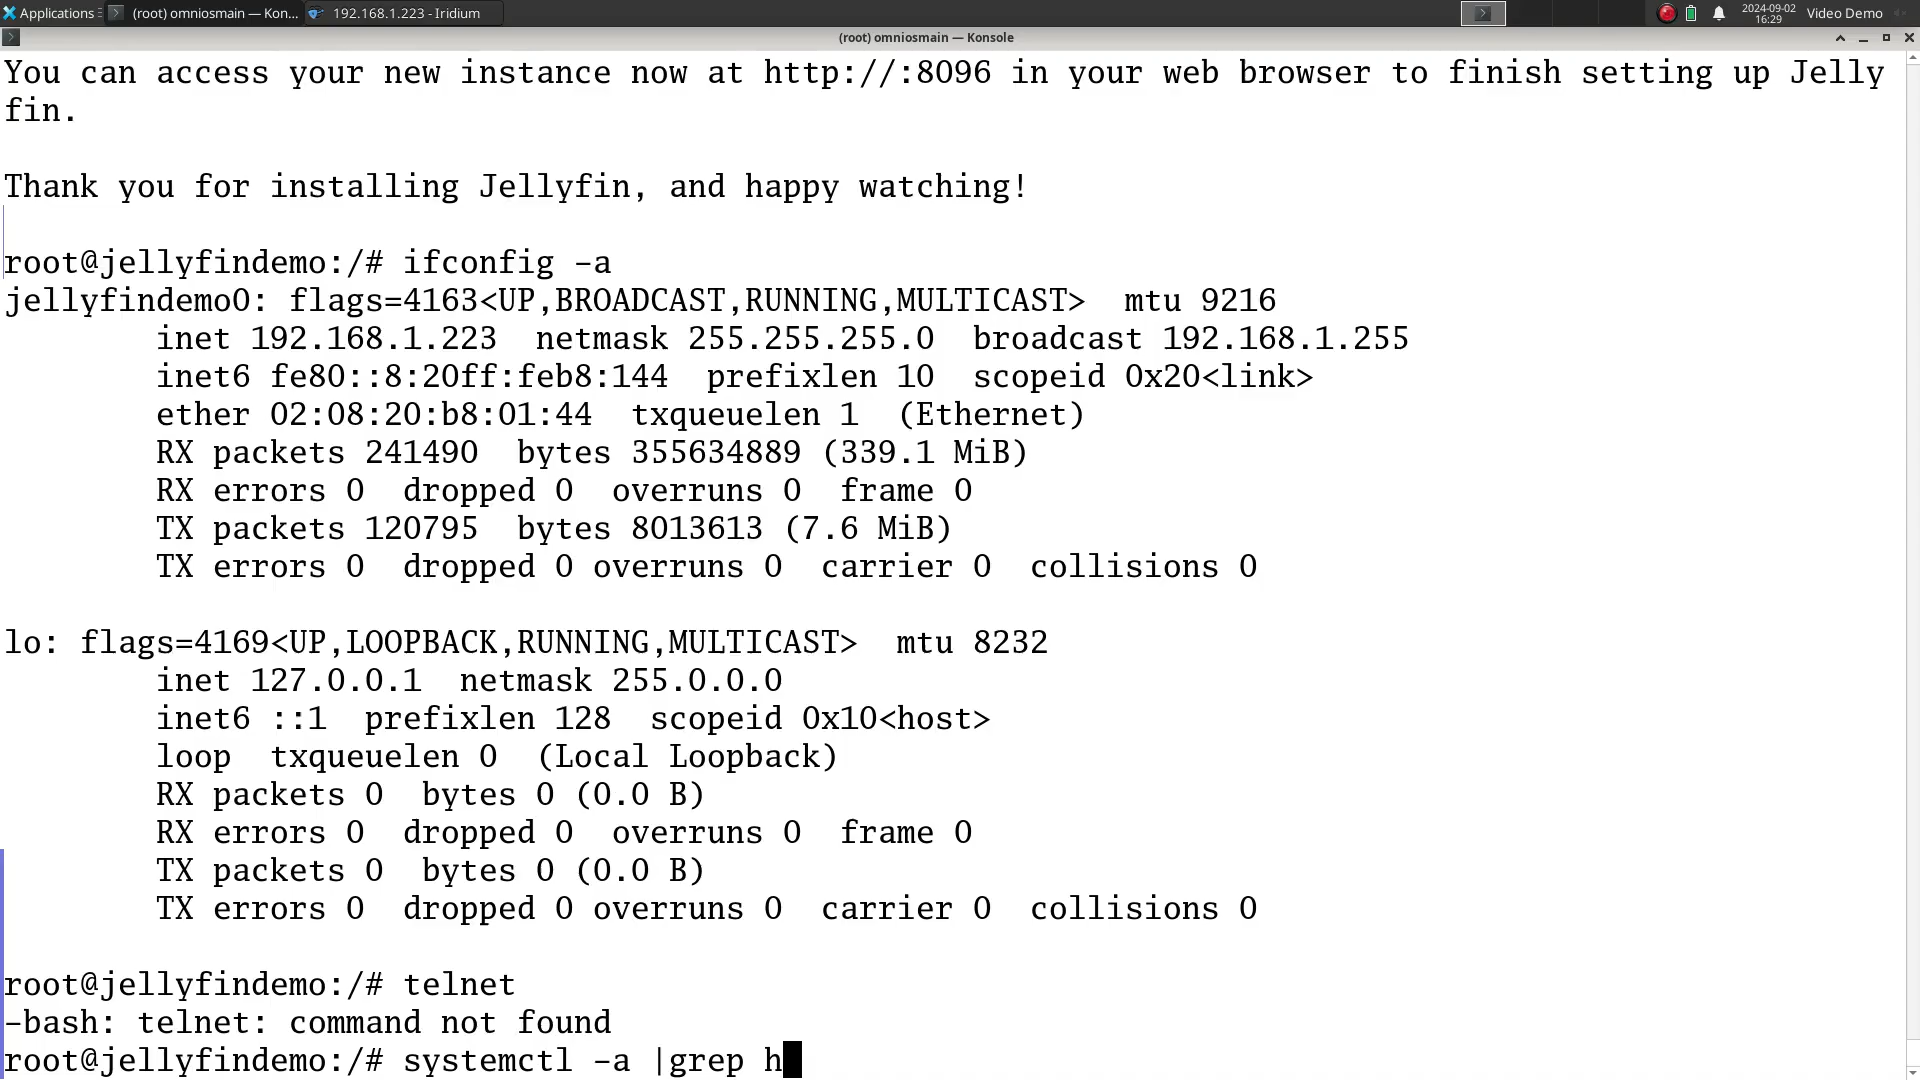 Applications
(root) omniosmain — Kon...
192.168.1.223 - Iridium
2024-09-02
16:29
Video Demo
(root) omniosmain — Konsole
You can access your new instance now at http://:8096 in your web browser to finish setting up Jelly
fin.
Thank you for installing Jellyfin, and happy watching!
root@jellyfindemo:/# ifconfig -a
jellyfindemo0: flags=4163<UP,BROADCAST,RUNNING,MULTICAST>  mtu 9216
inet 192.168.1.223  netmask 255.255.255.0  broadcast 192.168.1.255
inet6 fe80::8:20ff:feb8:144  prefixlen 10  scopeid 0x20<link>
ether 02:08:20:b8:01:44  txqueuelen 1  (Ethernet)
RX packets 241490  bytes 355634889 (339.1 MiB)
RX errors 0  dropped 0  overruns 0  frame 0
TX packets 120795  bytes 8013613 (7.6 MiB)
TX errors 0  dropped 0 overruns 0  carrier 0  collisions 0
lo: flags=4169<UP,LOOPBACK,RUNNING,MULTICAST>  mtu 8232
inet 127.0.0.1  netmask 255.0.0.0
inet6 ::1  prefixlen 128  scopeid 0x10<host>
loop  txqueuelen 0  (Local Loopback)
RX packets 0  bytes 0 (0.0 B)
RX errors 0  dropped 0  overruns 0  frame 0
TX packets 0  bytes 0 (0.0 B)
TX errors 0  dropped 0 overruns 0  carrier 0  collisions 0
root@jellyfindemo:/# telnet
-bash: telnet: command not found
root@jellyfindemo:/# systemctl -a |grep h